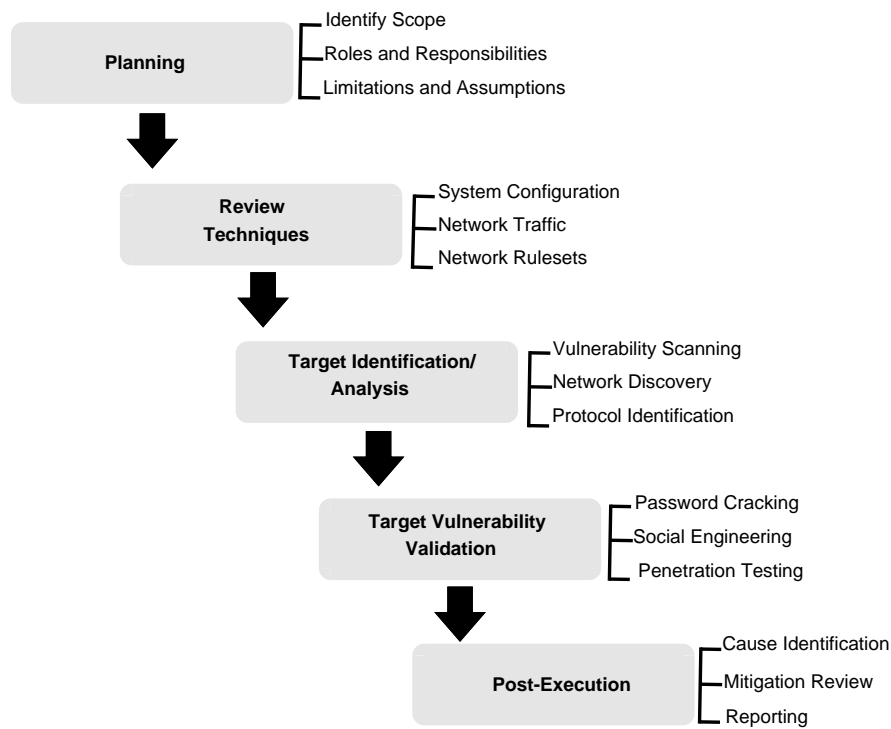 Planning
Identify Scope
Roles and Responsibilities
Limitations and Assumptions
Review
Techniques
System Configuration
Network Traffic
Network Rulesets
Target Identification/
Analysis
Vulnerability Scanning
Network Discovery
Protocol Identification
Target Vulnerability
Validation
Password Cracking
Social Engineering
Penetration Testing
Post-Execution
Cause Identification
Mitigation Review
Reporting